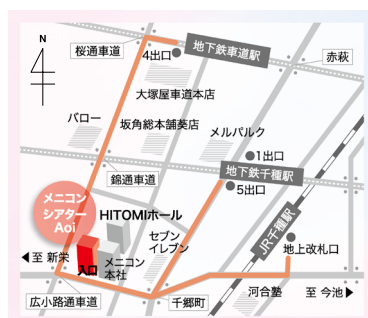 N
桜通車道
4出口
地下鉄車道駅
赤萩
大塚屋車道本店
バロー
坂角総本舗葵店
メルパルク
1出口
地下鉄千種駅
5出口
錦通車道
メニコン
シアター
Aoi
HITOMIホール
セブン
イレブン
JR千種駅
地上改札口
至 新栄
入口
メニコン
本社
広小路通車道
千郷町
河合塾
至 今池